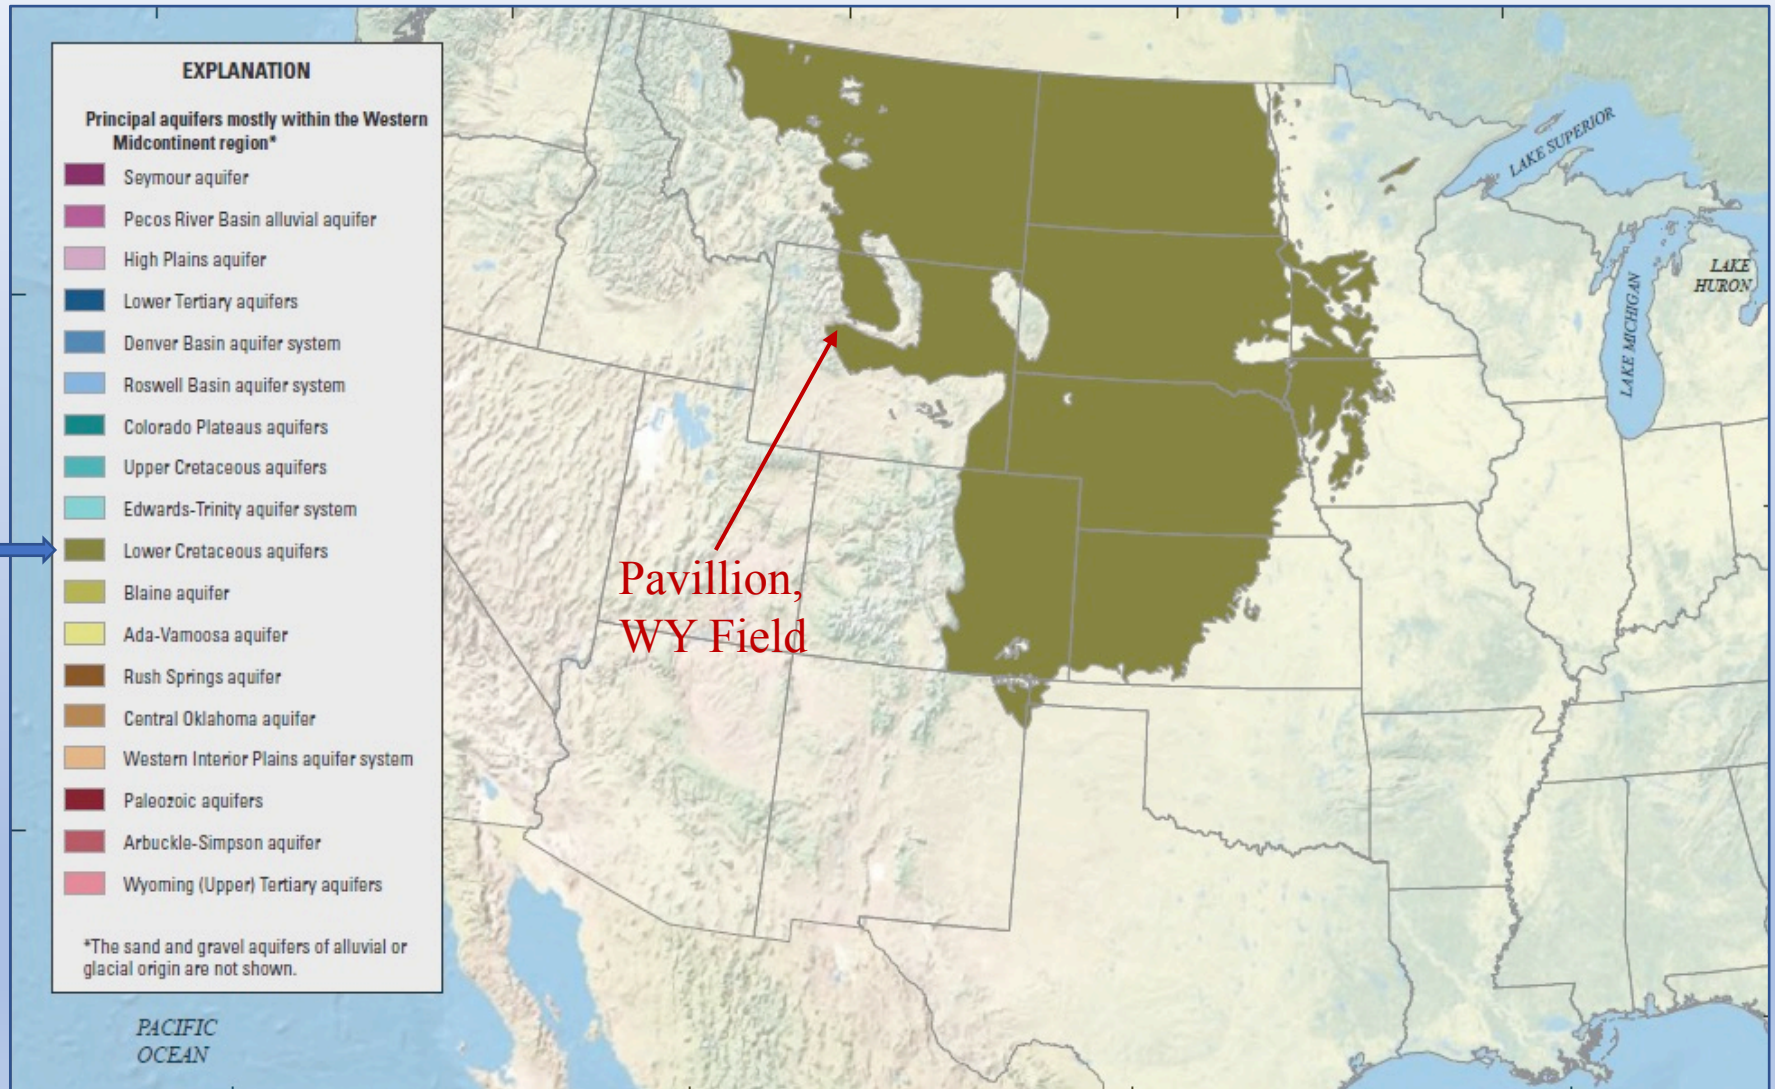 EXPLANATION
Principal aquifers mostly within the Western
Midcontinent region*
Seymour aquifer
Pecos River Basin alluvial aquifer
High Plains aquifer
Lower Tertiary aquifers
Denver Basin aquifer system
Roswell Basin aquifer system
Colorado Plateaus aquifers
Upper Cretaceous aquifers
Edwards-Trinity aquifer system
Lower Cretaceous aquifers
Blaine aquifer
Ada-Vamoosa aquifer
Rush Springs aquifer
Central Oklahoma aquifer
Western Interior Plains aquifer system
Paleozoic aquifers
Arbuckle-Simpson aquifer
Wyoming (Upper) Tertiary aquifers
*The sand and gravel aquifers of alluvial or
glacial origin are not shown.
PACIFIC
OCEAN
Pavillion,
WY Field
LAKE SUPERIOR
LAKE MICHIGAN
LAKE
HURON